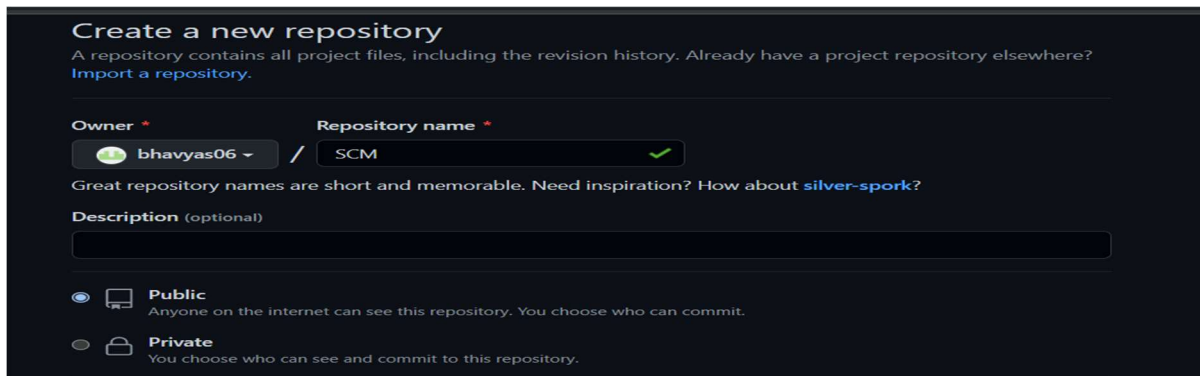 Create a new repository
A repository contains all project files, including the revision history. Already have a project repository elsewhere?
Import a repository.
Owner * Repository name *
bhavyas06 / SCM
Great repository names are short and memorable. Need inspiration? How about silver-spork?
Description (optional)
Public
Anyone on the internet can see this repository. You choose who can commit.
Private
You choose who can see and commit to this repository.